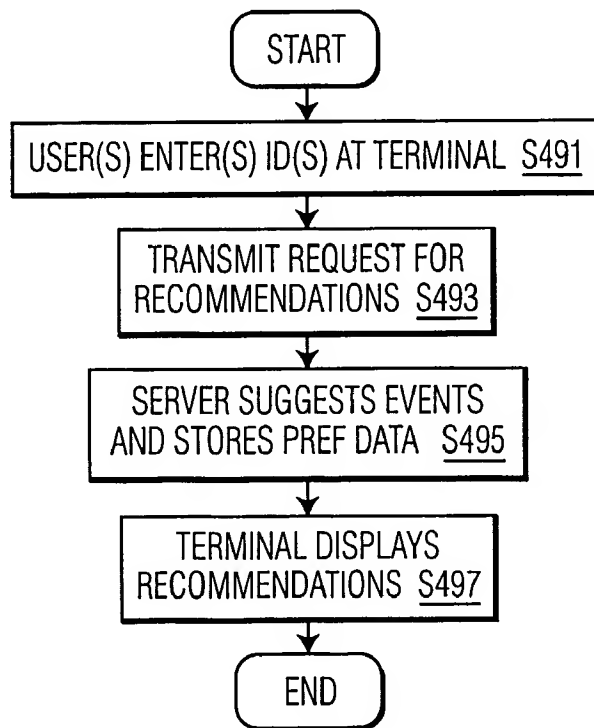 START
USER(S) ENTER(S) ID(S) AT TERMINAL S491
TRANSMIT REQUEST FOR
RECOMMENDATIONS S493
SERVER SUGGESTS EVENTS
AND STORES PREF DATA S495
TERMINAL DISPLAYS
RECOMMENDATIONS S497
END